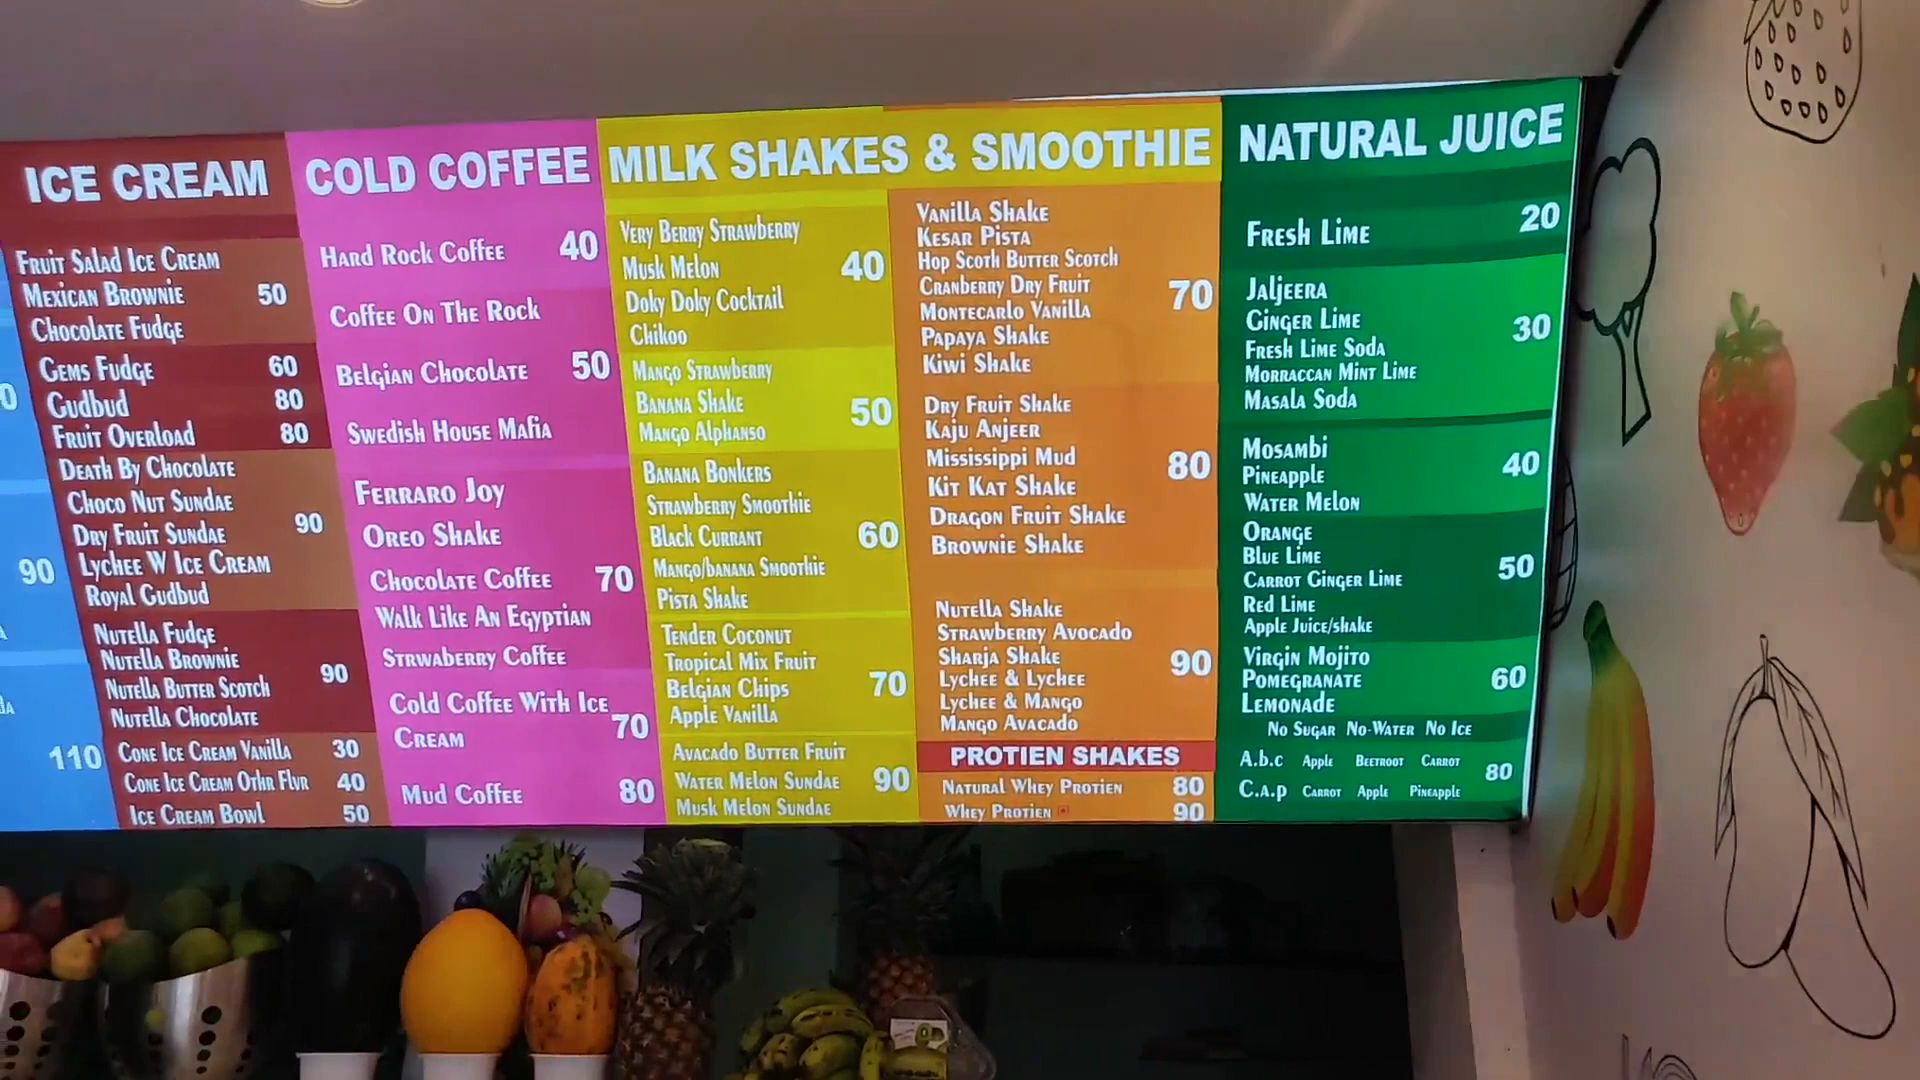 ICE CREAM
FRUIT SALAD ICE CREAM
MEXICAN BROWNIE 50
CHOCOLATE FUDGE
GEMS FUDGE 60
GUDBUD 80
FRUIT OVERLOAD 80
DEATH BY CHOCOLATE
CHOCO NUT SUNDAE
DRY FRUIT SUNDAE 90
LYCHEE W ICE CREAM
ROYAL GUDBUD
NUTELLA FUDGE
NUTELLA BROWNIE 90
NUTELLA BUTTER SCOTCH
NUTELLA CHOCOLATE
CONE ICE CREAM VANILLA 30
CONE ICE CREAM OTHR FLVR 40
ICE CREAM BOWL 50
90
110
COLD COFFEE
HARD ROCK COFFEE 40
COFFEE ON THE ROCK
BELGIAN CHOCOLATE 50
SWEDISH HOUSE MAFIA
FERRARO JOY
OREO SHAKE
CHOCOLATE COFFEE 70
WALK LIKE AN EGYPTIAN
STRWABERRY COFFEE
COLD COFFEE WITH ICE
CREAM 70
MUD COFFEE 80
MILK SHAKES & SMOOTHIE
VERY BERRY STRAWBERRY
MUSK MELON 40
DOKY DOKY COCKTAIL
CHIKOO
MANGO STRAWBERRY
BANANA SHAKE 50
MANGO ALPHANSO
BANANA BONKERS
STRAWBERRY SMOOTHIE
BLACK CURRANT 60
MANGO/BANANA SMOOTHIE
PISTA SHAKE
TENDER COCONUT
TROPICAL MIX FRUIT
BELGIAN CHIPS 70
APPLE VANILLA
AVACADO BUTTER FRUIT
WATER MELON SUNDAE 90
MUSK MELON SUNDAE
VANILLA SHAKE
KESAR PISTA
HOP SCOTH BUTTER SCOTCH
CRANBERRY DRY FRUIT 70
MONTECARLO VANILLA
PAPAYA SHAKE
KIWI SHAKE
DRY FRUIT SHAKE
KAJU ANJEER
MISSISSIPPI MUD 80
KIT KAT SHAKE
DRAGON FRUIT SHAKE
BROWNIE SHAKE
NUTELLA SHAKE
STRAWBERRY AVOCADO
SHARJA SHAKE 90
LYCHEE & LYCHEE
LYCHEE & MANGO
MANGO AVACADO
PROTIEN SHAKES
NATURAL WHEY PROTIEN 80
WHEY PROTIEN 90
NATURAL JUICE
FRESH LIME 20
JALJEERA
GINGER LIME 30
FRESH LIME SODA
MORRACCAN MINT LIME
MASALA SODA
MOSAMBI
PINEAPPLE 40
WATER MELON
ORANGE
BLUE LIME
CARROT GINGER LIME 50
RED LIME
APPLE JUICE/SHAKE
VIRGIN MOJITO
POMEGRANATE 60
LEMONADE
NO SUGAR NO-WATER NO ICE
A.B.C APPLE BEETROOT CARROT 80
C.A.P CARROT APPLE PINEAPPLE